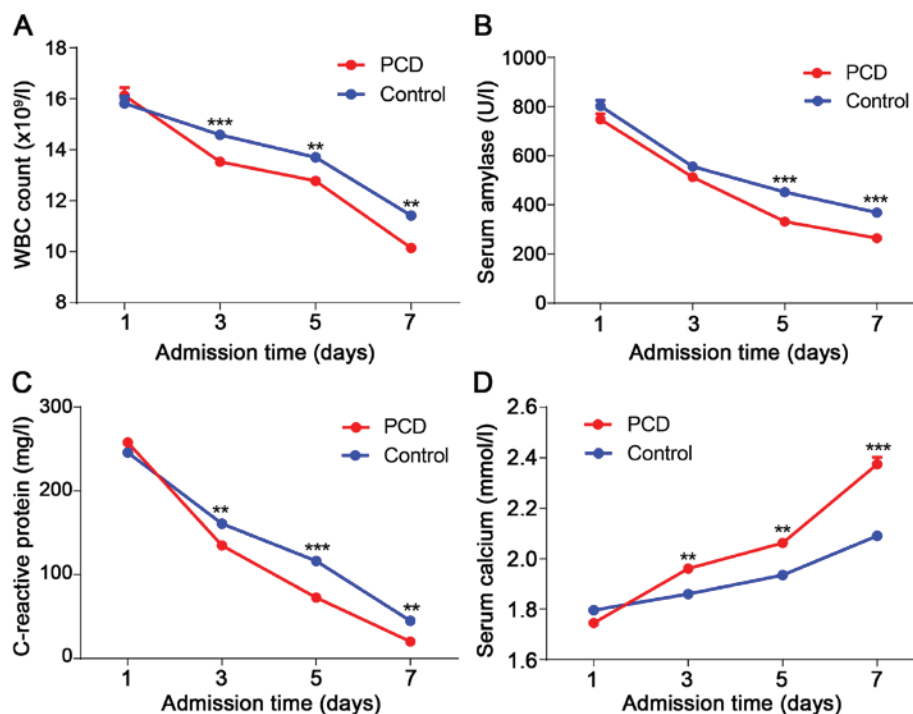 A
18
16
14
12
10
8
WBC count (x10⁹/l)
PCD
Control
***
**
**
1 3 5 7
Admission time (days)
B
1000
800
600
400
200
0
Serum amylase (U/l)
PCD
Control
***
***
1 3 5 7
Admission time (days)
C
300
200
100
0
C-reactive protein (mg/l)
PCD
Control
**
***
**
1 3 5 7
Admission time (days)
D
2.6
2.4
2.2
2.0
1.8
1.6
Serum calcium (mmol/l)
PCD
Control
**
**
***
1 3 5 7
Admission time (days)